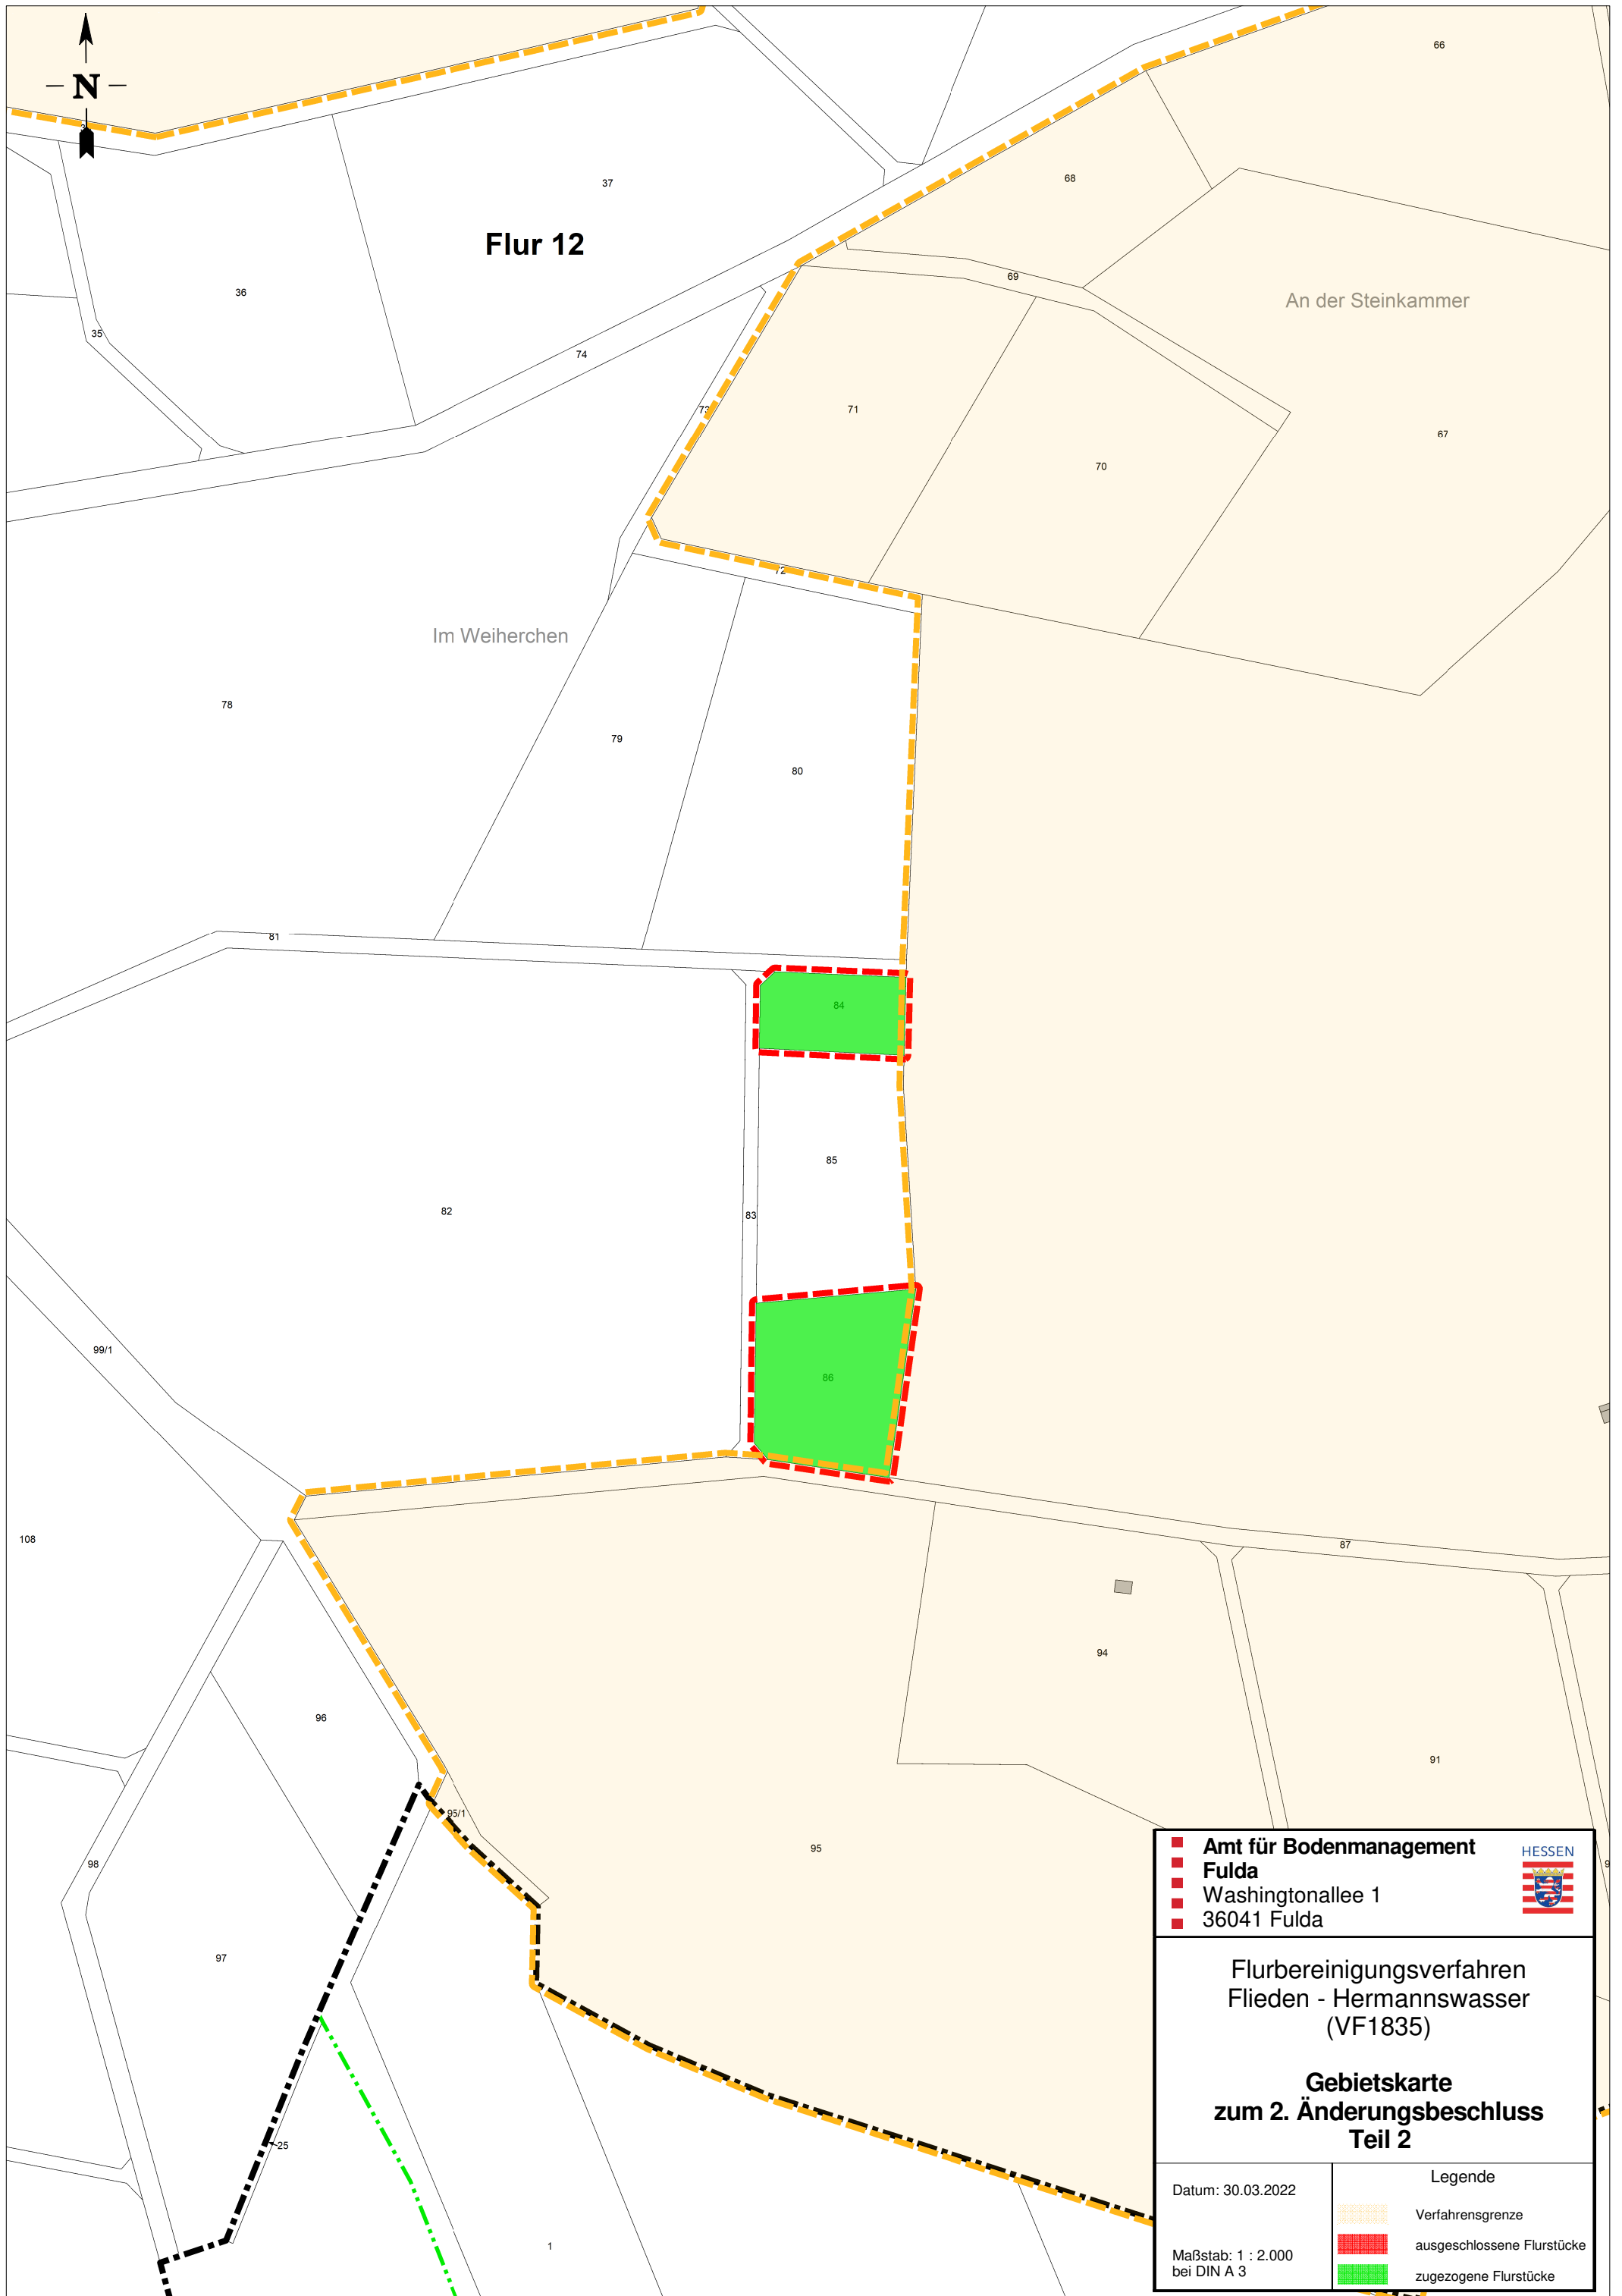 N
66
37
68
Flur 12
69
36
An der Steinkammer
35
74
73
71
67
70
72
Im Weiherchen
78
79
80
81
84
85
82
83
99/1
86
108
87
94
96
91
95/1
95
98
97
25
1
Amt für Bodenmanagement
Fulda
Washingtonallee 1
36041 Fulda
HESSEN
Flurbereinigungsverfahren
Flieden - Hermannswasser
(VF1835)
Gebietskarte
zum 2. Änderungsbeschluss
Teil 2
Datum: 30.03.2022
Maßstab: 1 : 2.000
bei DIN A 3
Legende
Verfahrensgrenze
ausgeschlossene Flurstücke
zugezogene Flurstücke